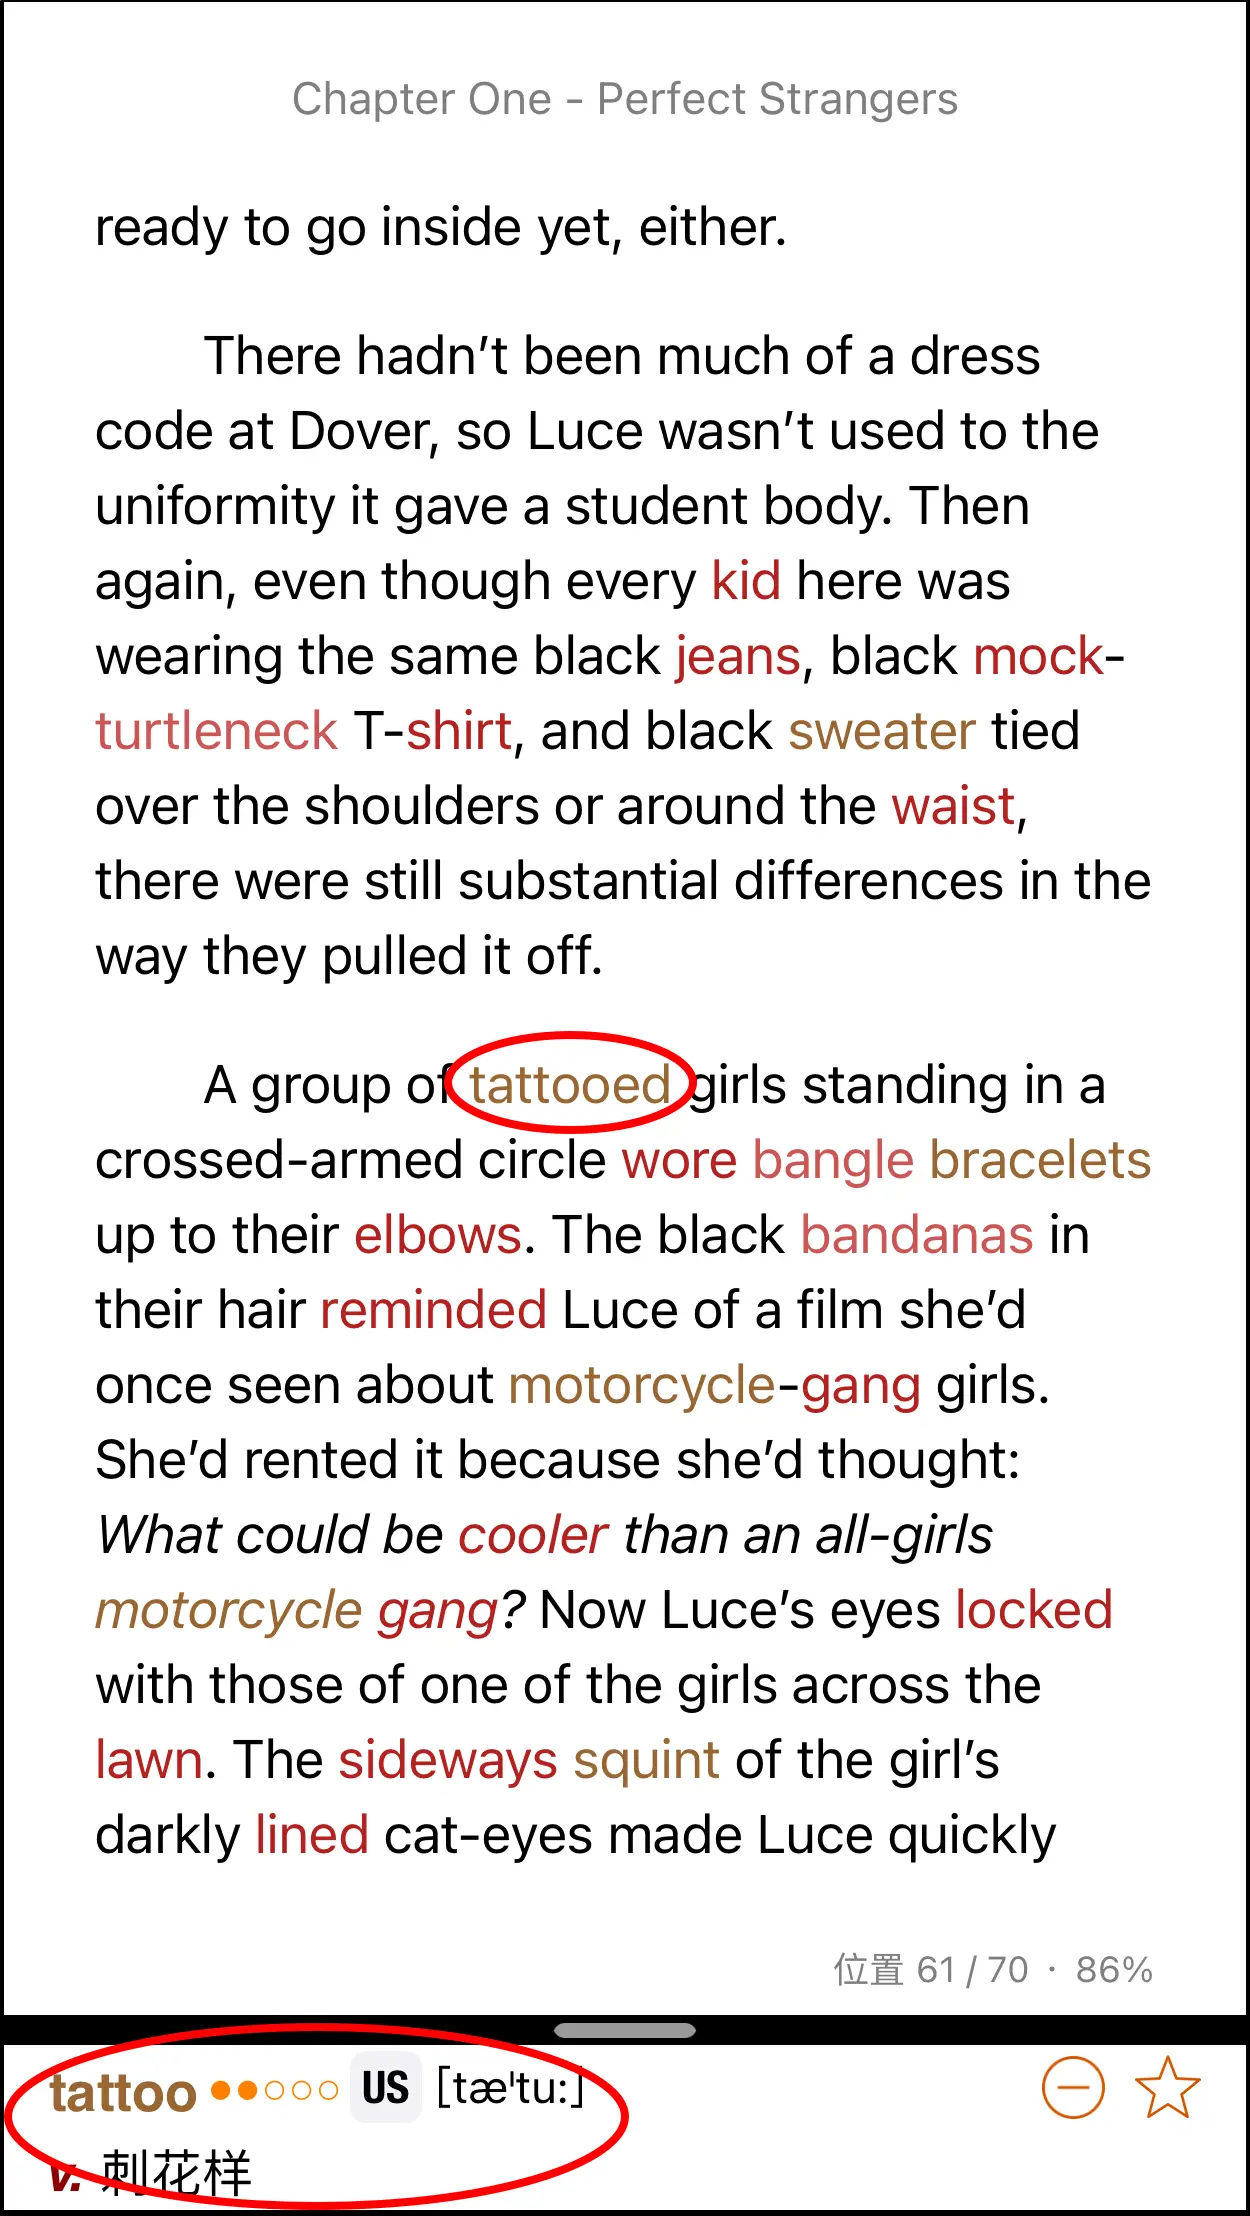 Chapter One - Perfect Strangers
ready to go inside yet, either.
There hadn’t been much of a dress
code at Dover, so Luce wasn’t used to the
uniformity it gave a student body. Then
again, even though every kid here was
wearing the same black jeans, black mock-
turtleneck T-shirt, and black sweater tied
over the shoulders or around the waist,
there were still substantial differences in the
way they pulled it off.
A group of tattooed girls standing in a
crossed-armed circle wore bangle bracelets
up to their elbows. The black bandanas in
their hair reminded Luce of a film she’d
once seen about motorcycle-gang girls.
She’d rented it because she’d thought:
What could be cooler than an all-girls
motorcycle gang? Now Luce’s eyes locked
with those of one of the girls across the
lawn. The sideways squint of the girl’s
darkly lined cat-eyes made Luce quickly
位置 61 / 70 · 86%
tattoo US [tæˈtuː]
v. 刺花样